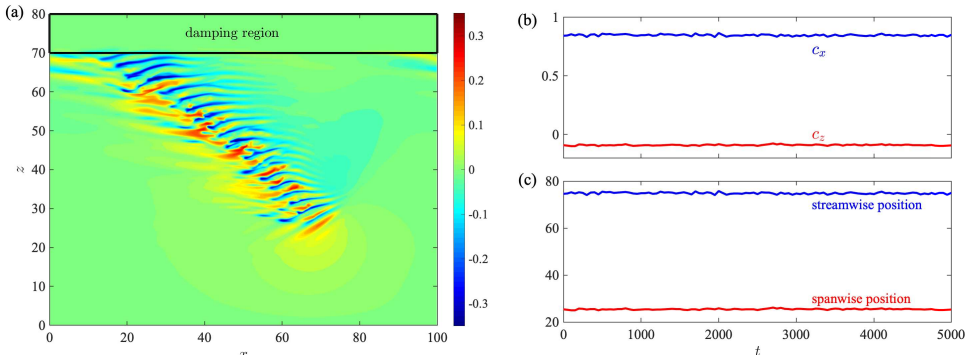 (a)
damping region
80
70
60
50
40
30
20
10
0
z
0 20 40 60 80 100
0.3
0.2
0.1
0
-0.1
-0.2
-0.3
(b)
1
0.5
0
c_x
c_z
(c)
80
60
40
20
streamwise position
spanwise position
0 1000 2000 3000 4000 5000
t